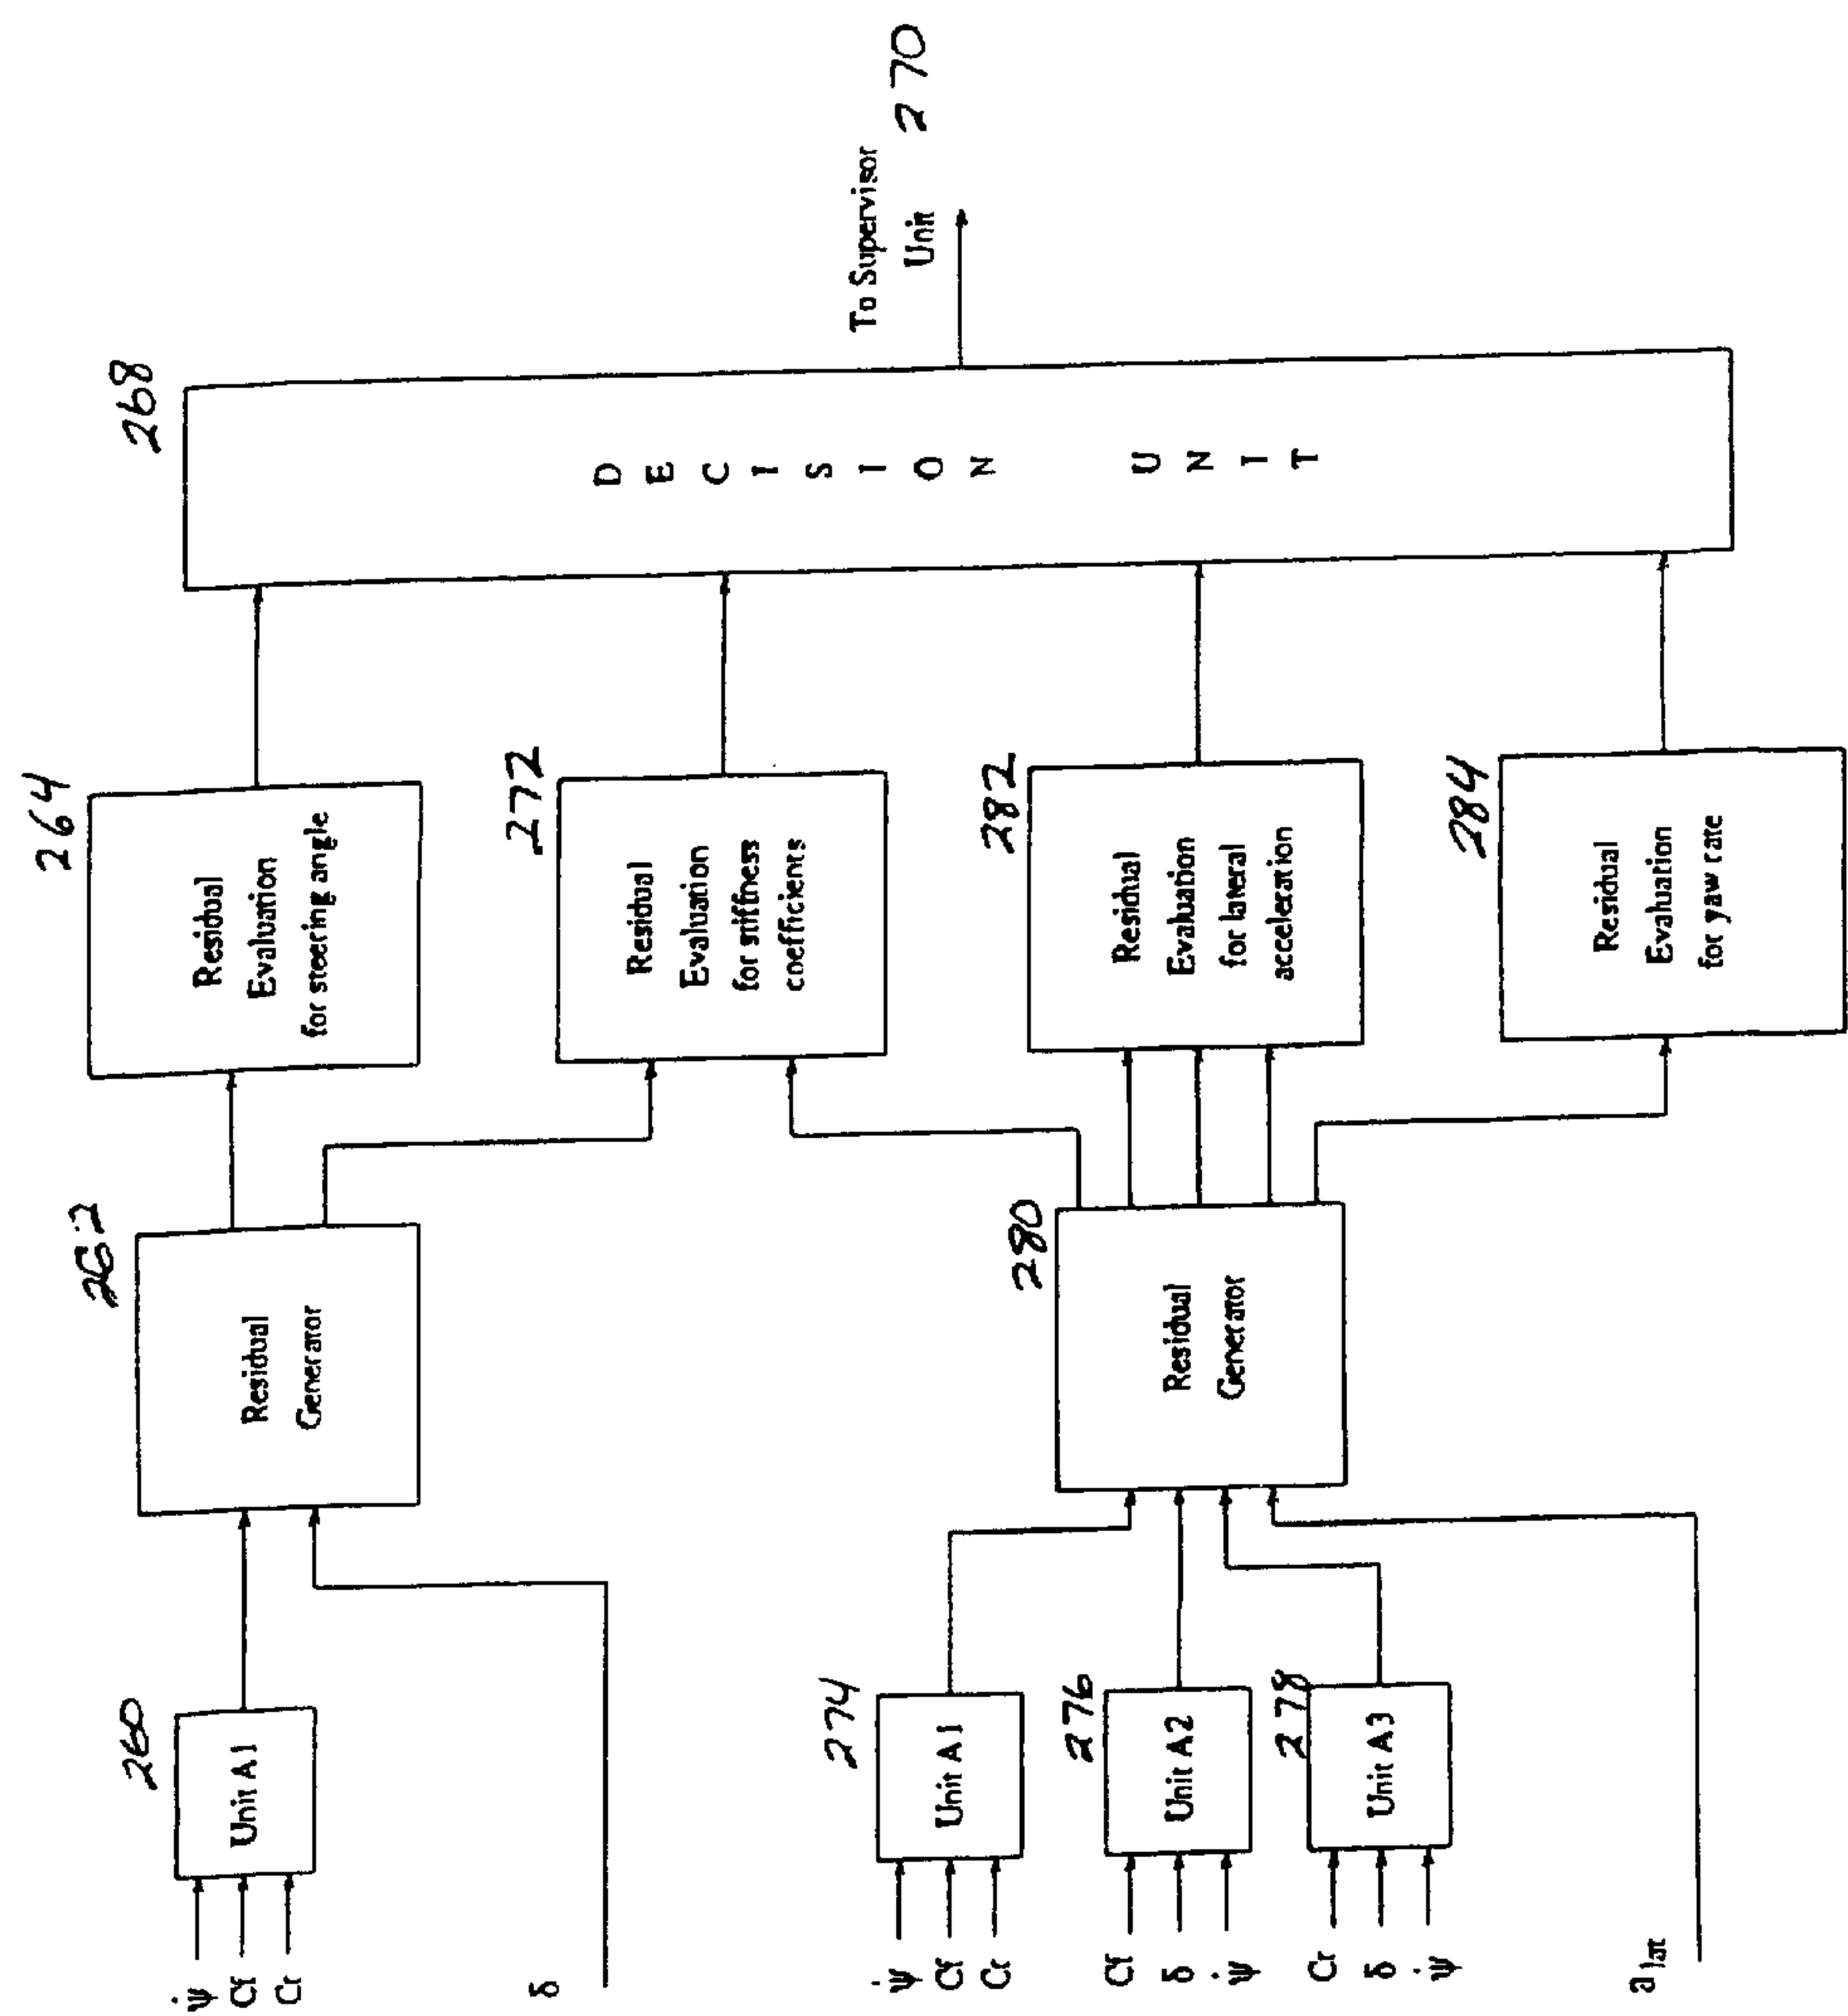 264
Residual
Evaluation
for steering angle
272
Residual
Evaluation
for stiffness
coefficients
282
Residual
Evaluation
for lateral
acceleration
284
Residual
Evaluation
for yaw rate
268
DECISION UNIT
To Supervisor
Unit 270
262
Residual
Generator
280
Residual
Generator
260
Unit A1
ψ̇
Cf
Cr
δ
274
Unit A1
ψ̇
Cf
Cr
276
Unit A2
Cf
δ
ψ̇
278
Unit A3
Cr
δ
ψ̇
a lat